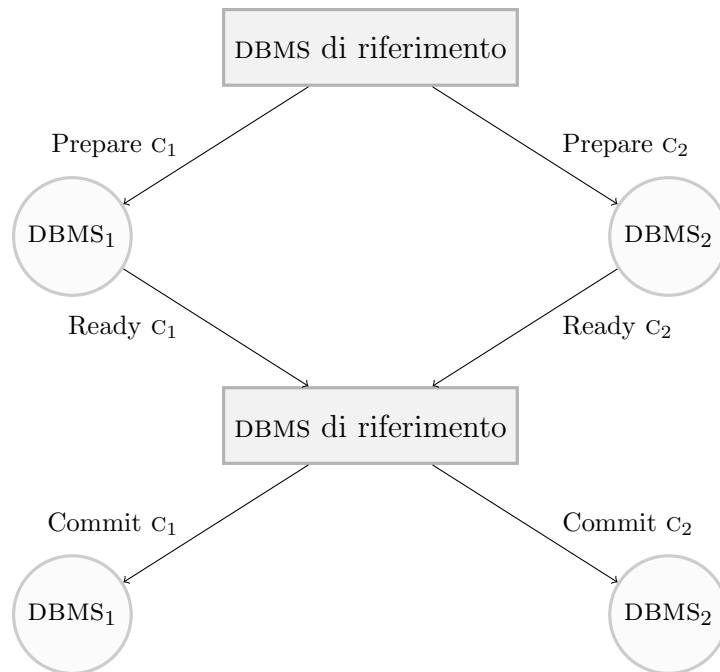 DBMS di riferimento
Prepare C₁
Prepare C₂
DBMS₁
DBMS₂
Ready C₁
Ready C₂
DBMS di riferimento
Commit C₁
Commit C₂
DBMS₁
DBMS₂